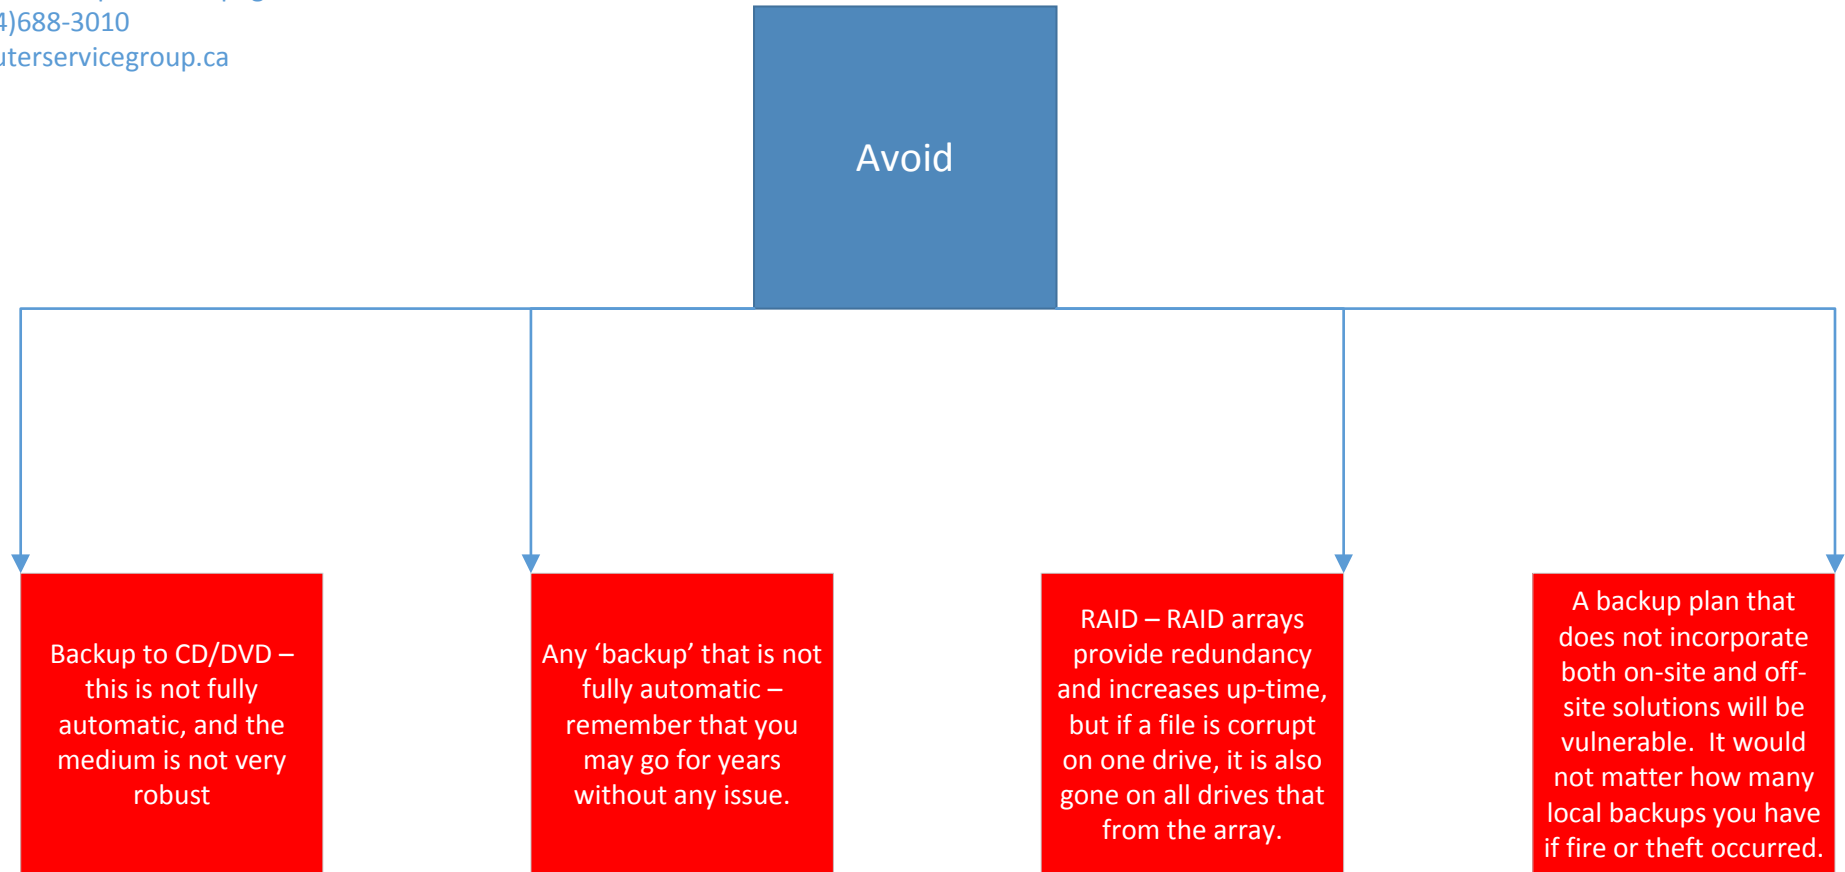 4)688-3010
uterservicegroup.ca
Avoid
Backup to CD/DVD –
this is not fully
automatic, and the
medium is not very
robust
Any ‘backup’ that is not
fully automatic –
remember that you
may go for years
without any issue.
RAID – RAID arrays
provide redundancy
and increases up-time,
but if a file is corrupt
on one drive, it is also
gone on all drives that
from the array.
A backup plan that
does not incorporate
both on-site and off-
site solutions will be
vulnerable.  It would
not matter how many
local backups you have
if fire or theft occurred.